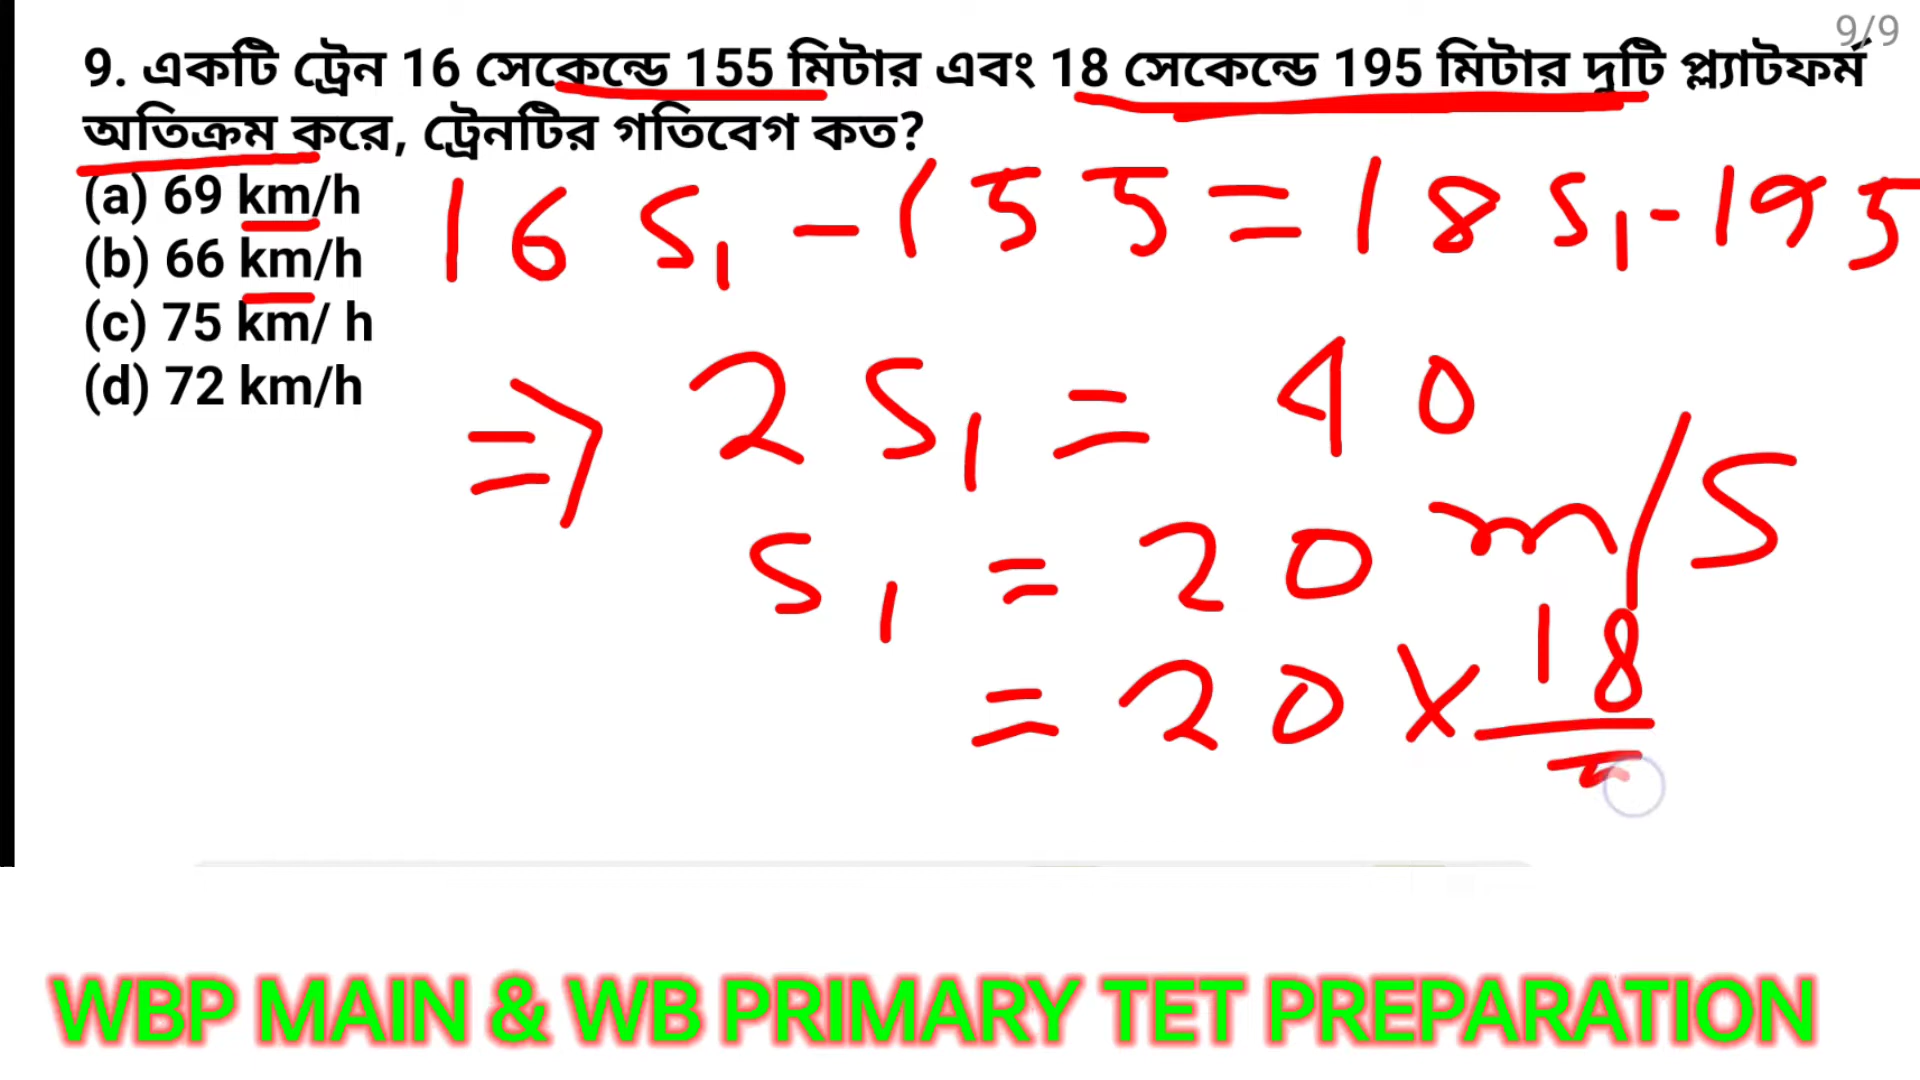 9/9
9. একটি ট্রেন 16 সেকেন্ডে 155 মিটার এবং 18 সেকেন্ডে 195 মিটার দুটি প্ল্যাটফর্ম
অতিক্রম করে, ট্রেনটির গতিবেগ কত?
(a) 69 km/h
(b) 66 km/h
(c) 75 km/ h
(d) 72 km/h
16 S₁ - 155 = 18 S₁ - 195
⇒ 2 S₁ = 40
S₁ = 20 m/s
= 20 × 18/5
WBP MAIN & WB PRIMARY TET PREPARATION